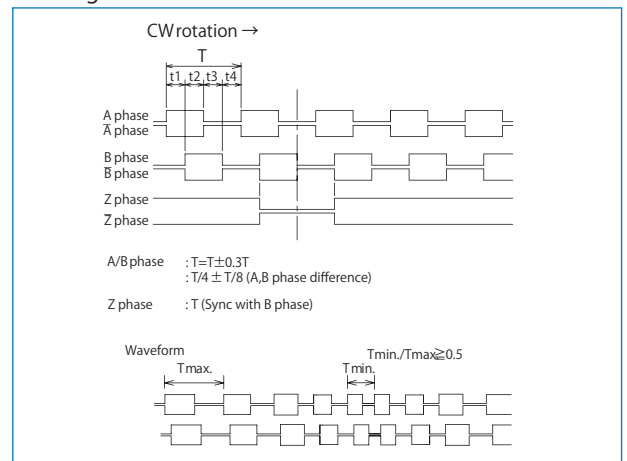 CW rotation →
T
t1 t2 t3 t4
A phase
A̅ phase
B phase
B̅ phase
Z phase
Z̅ phase
A/B phase : T=T±0.3T
: T/4 ± T/8 (A,B phase difference)
Z phase : T (Sync with B phase)
Waveform
Tmin./Tmax≧0.5
Tmax. Tmin.